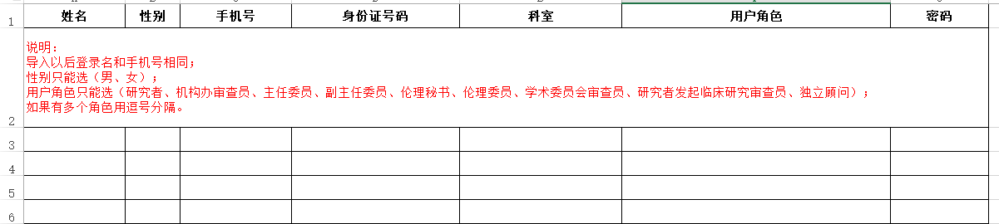 姓名 性别 手机号 身份证号码 科室 用户角色 密码
1
说明：
导入以后登录名和手机号相同；
性别只能选（男、女）；
用户角色只能选（研究者、机构办审查员、主任委员、副主任委员、伦理秘书、伦理委员、学术委员会审查员、研究者发起临床研究审查员、独立顾问）；
如果有多个角色用逗号分隔。
2
3
4
5
6